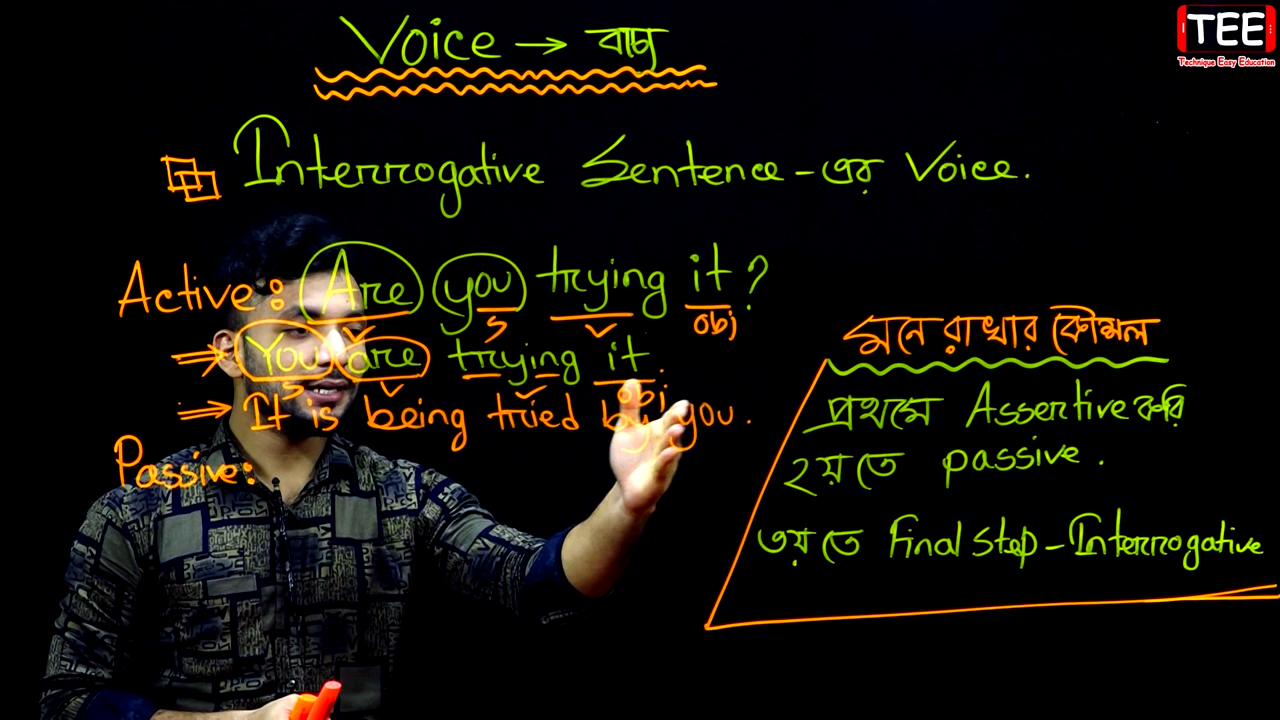 Voice → বাচ্য
TEE
Technique Easy Education
Interrogative Sentence - এর Voice.
Active: Are you trying it?
S V obj
⇒ You are trying it.
S V obj
⇒ It is being tried by you.
Passive:
মনে রাখার কৌশল
প্রথমে Assertive করি
২য় তে passive.
৩য় তে Final Step - Interrogative